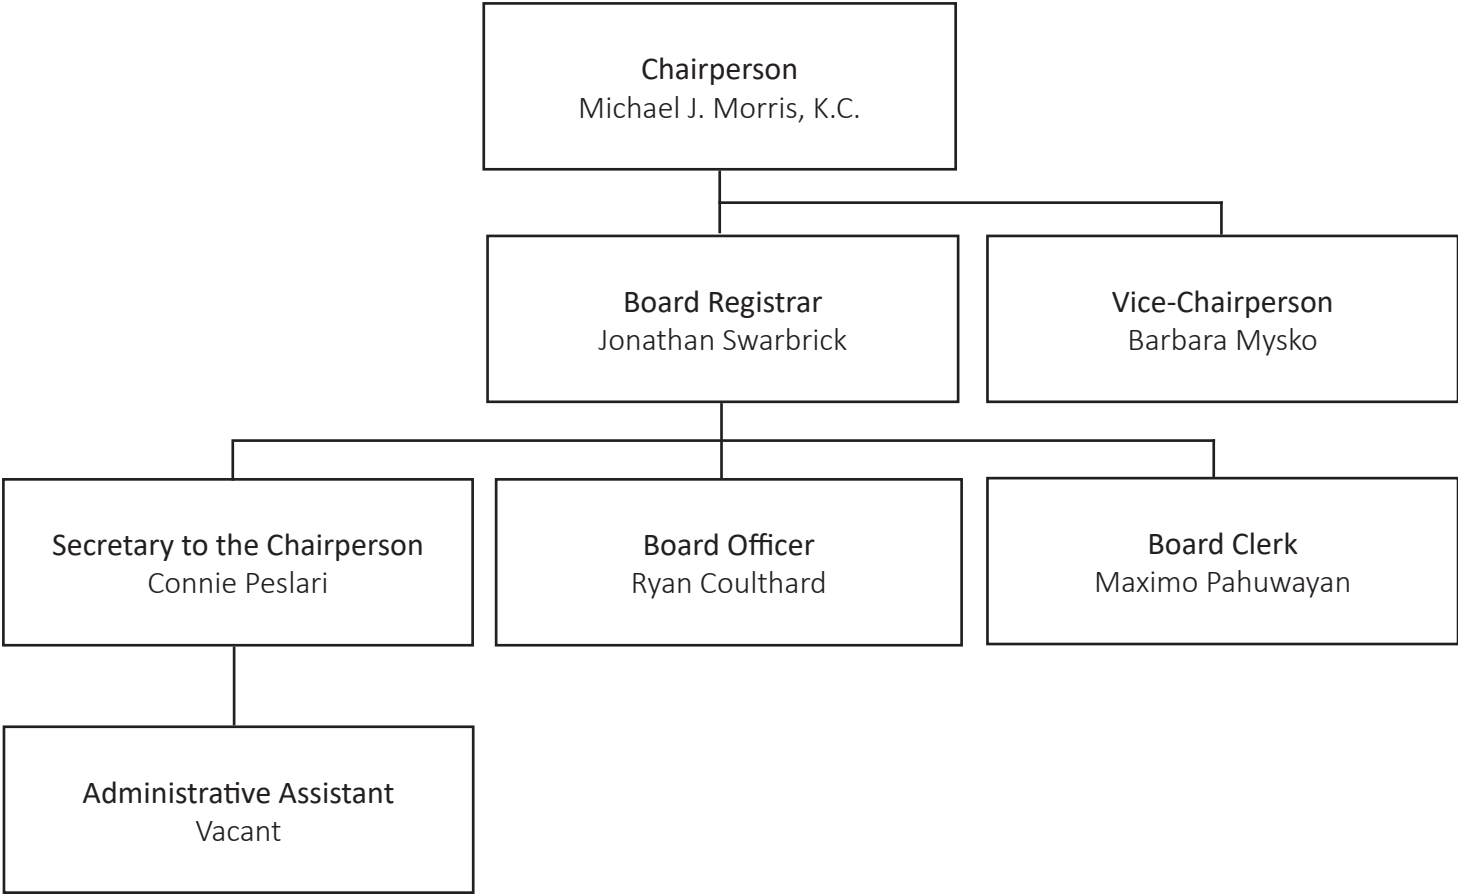 Chairperson
Michael J. Morris, K.C.
Board Registrar
Jonathan Swarbrick
Vice-Chairperson
Barbara Mysko
Secretary to the Chairperson
Connie Peslari
Board Officer
Ryan Coulthard
Board Clerk
Maximo Pahuwayan
Administrative Assistant
Vacant